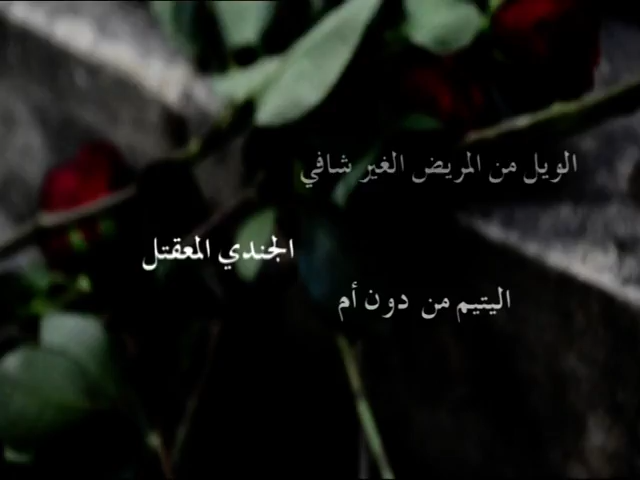 الويل من المريض الغير شافي
الجندي المعقتل
اليتيم من دون أم